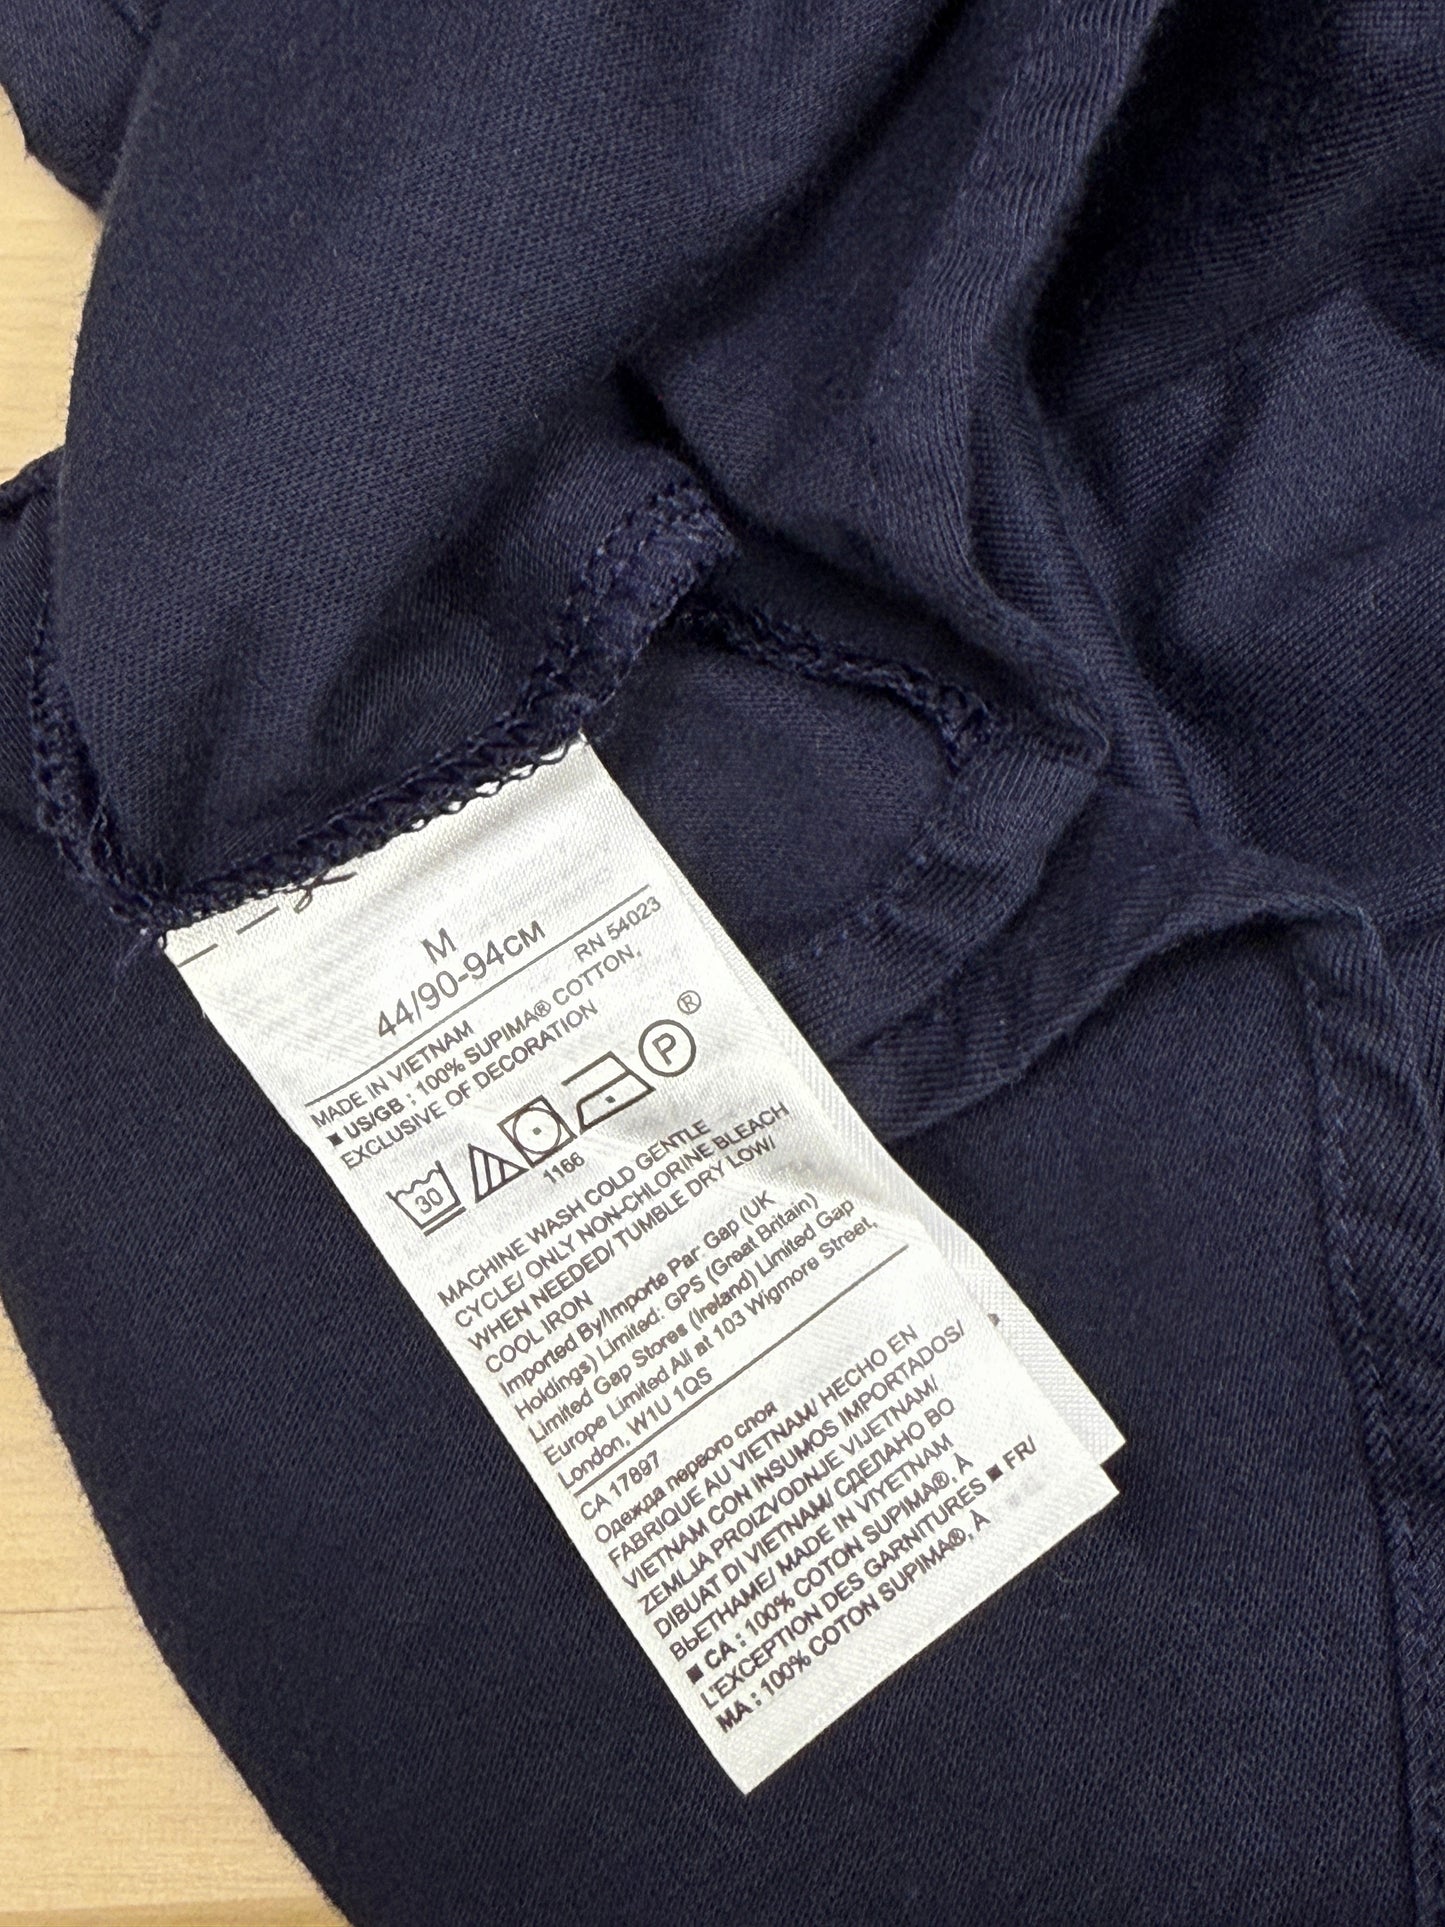 M
44/90-94CM
RN 54023
MADE IN VIETNAM
■ US/GB : 100% SUPIMA® COTTON,
EXCLUSIVE OF DECORATION
30
P
®
1166
MACHINE WASH COLD GENTLE
CYCLE/ ONLY NON-CHLORINE BLEACH
WHEN NEEDED/ TUMBLE DRY LOW/
COOL IRON
Imported By/Importe Par: Gap (UK
Holdings) Limited: GPS (Great Britain)
Limited Gap Stores (Ireland) Limited Gap
Europe Limited All at 103 Wigmore Street,
London, W1U 1QS
CA 17897
Одежда первого слоя
FABRIQUE AU VIETNAM/ HECHO EN
VIETNAM CON INSUMOS IMPORTADOS/
ZEMLJA PROIZVODNJE VIJETNAM/
DIBUAT DI VIETNAM/ СДЕЛАНО ВО
ВЬЕТНАМЕ/ MADE IN VIYETNAM
■ CA : 100% COTON SUPIMA®, À
L'EXCEPTION DES GARNITURES ■ FR/
MA : 100% COTON SUPIMA®, À